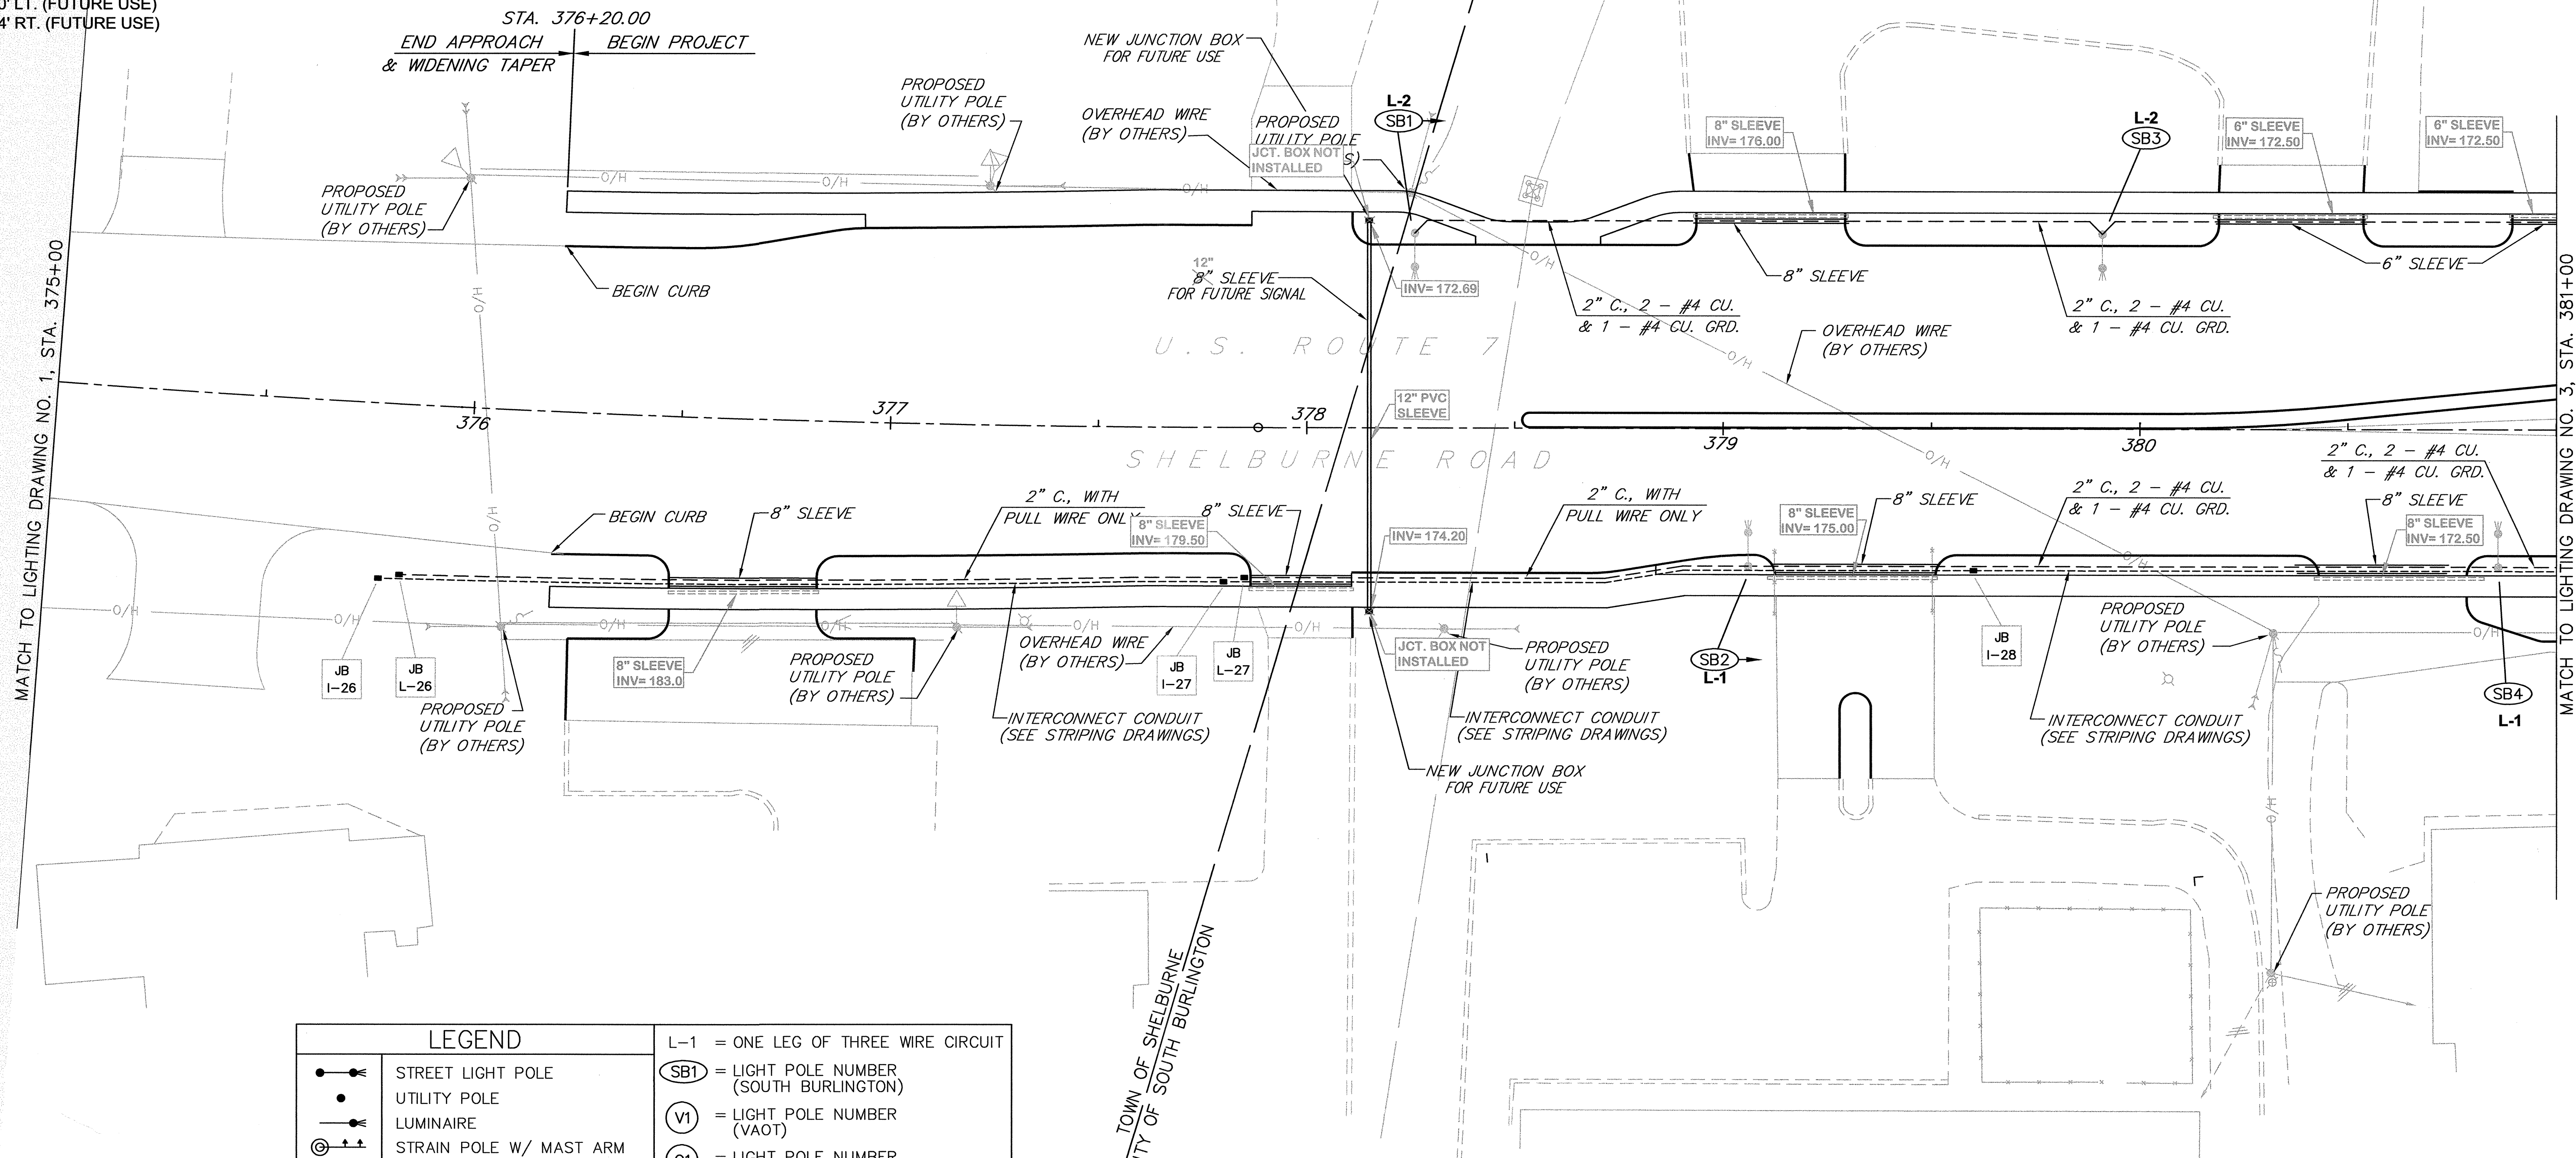 0' LT. (FUTURE USE)
4' RT. (FUTURE USE)
STA. 376+20.00
END APPROACH
& WIDENING TAPER
BEGIN PROJECT
PROPOSED
UTILITY POLE
(BY OTHERS)
PROPOSED
UTILITY POLE
(BY OTHERS)
NEW JUNCTION BOX
FOR FUTURE USE
OVERHEAD WIRE
(BY OTHERS)
PROPOSED
UTILITY POLE
S)
JCT. BOX NOT
INSTALLED
L-2
SB1
8" SLEEVE
INV= 176.00
L-2
SB3
6" SLEEVE
INV= 172.50
6" SLEEVE
INV= 172.50
O/H
O/H
O/H
O/H
O/H
BEGIN CURB
12"
8" SLEEVE
FOR FUTURE SIGNAL
INV= 172.69
8" SLEEVE
6" SLEEVE
2" C., 2 - #4 CU.
& 1 - #4 CU. GRD.
2" C., 2 - #4 CU.
& 1 - #4 CU. GRD.
OVERHEAD WIRE
(BY OTHERS)
O/H
O/H
U.S. ROUTE 7
12" PVC
SLEEVE
376
377
378
379
380
SHELBURNE ROAD
MATCH TO LIGHTING DRAWING NO. 1, STA. 375+00
MATCH TO LIGHTING DRAWING NO. 3, STA. 381+00
O/H
O/H
BEGIN CURB
8" SLEEVE
2" C., WITH
PULL WIRE ONLY
8" SLEEVE
INV= 179.50
8" SLEEVE
INV= 174.20
2" C., WITH
PULL WIRE ONLY
8" SLEEVE
INV= 175.00
8" SLEEVE
2" C., 2 - #4 CU.
& 1 - #4 CU. GRD.
2" C., 2 - #4 CU.
& 1 - #4 CU. GRD.
8" SLEEVE
8" SLEEVE
INV= 172.50
O/H
O/H
O/H
O/H
O/H
O/H
JB
I-26
JB
L-26
8" SLEEVE
INV= 183.0
PROPOSED
UTILITY POLE
(BY OTHERS)
PROPOSED
UTILITY POLE
(BY OTHERS)
OVERHEAD WIRE
(BY OTHERS)
JB
I-27
JB
L-27
JCT. BOX NOT
INSTALLED
PROPOSED
UTILITY POLE
(BY OTHERS)
SB2
L-1
JB
I-28
PROPOSED
UTILITY POLE
(BY OTHERS)
SB4
L-1
INTERCONNECT CONDUIT
(SEE STRIPING DRAWINGS)
INTERCONNECT CONDUIT
(SEE STRIPING DRAWINGS)
INTERCONNECT CONDUIT
(SEE STRIPING DRAWINGS)
NEW JUNCTION BOX
FOR FUTURE USE
O/H
PROPOSED
UTILITY POLE
(BY OTHERS)
TOWN OF SHELBURNE
ITY OF SOUTH BURLINGTON
LEGEND
STREET LIGHT POLE
UTILITY POLE
LUMINAIRE
STRAIN POLE W/ MAST ARM
L-1 = ONE LEG OF THREE WIRE CIRCUIT
SB1 = LIGHT POLE NUMBER
(SOUTH BURLINGTON)
V1 = LIGHT POLE NUMBER
(VAOT)
= LIGHT POLE NUMBER